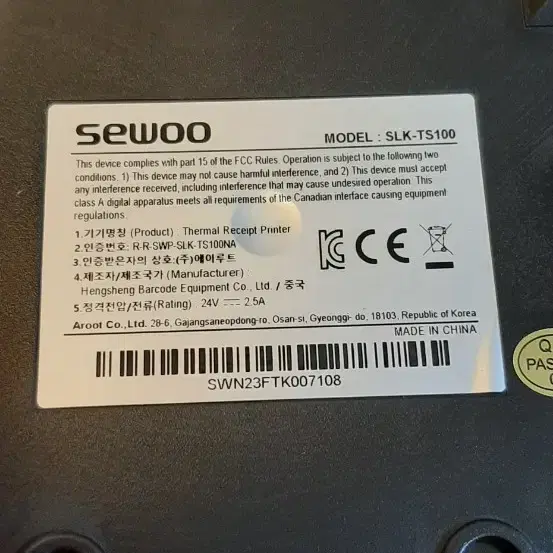 sewoo
MODEL : SLK-TS100
This device complies with part 15 of the FCC Rules. Operation is subject to the following two
conditions. 1) This device may not cause harmful interference, and 2) This device must accept
any interference received, including interference that may cause undesired operation. This
class A digital apparatus meets all requirements of the Canadian interface causing equipment
regulations.
1.기기명칭 (Product) : Thermal Receipt Printer
2.인증번호: R-R-SWP-SLK-TS100NA
3.인증받은자의 상호:(주)에이루트
4.제조자/제조국가 (Manufacturer) :
Hengsheng Barcode Equipment Co., Ltd. / 중국
5.정격전압/전류(Rating) 24V 2.5A
Aroot Co.,Ltd. 28-6, Gajangsaneopdong-ro, Osan-si, Gyeonggi- do, 18103, Republic of Korea
MADE IN CHINA
SWN23FTK007108
PAS